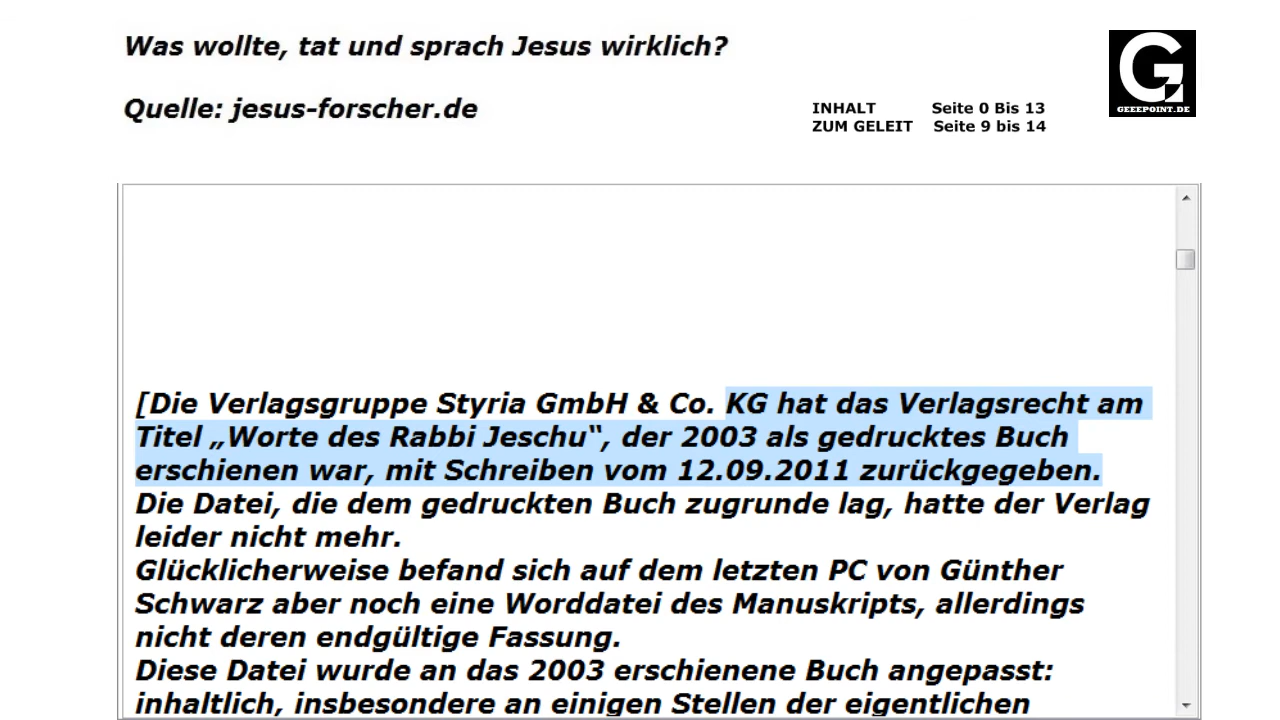 Was wollte, tat und sprach Jesus wirklich?
Quelle: jesus-forscher.de
INHALT Seite 0 Bis 13
ZUM GELEIT Seite 9 bis 14
G
GEEEPOINT.DE
[Die Verlagsgruppe Styria GmbH & Co. KG hat das Verlagsrecht am
Titel „Worte des Rabbi Jeschu“, der 2003 als gedrucktes Buch
erschienen war, mit Schreiben vom 12.09.2011 zurückgegeben.
Die Datei, die dem gedruckten Buch zugrunde lag, hatte der Verlag
leider nicht mehr.
Glücklicherweise befand sich auf dem letzten PC von Günther
Schwarz aber noch eine Worddatei des Manuskripts, allerdings
nicht deren endgültige Fassung.
Diese Datei wurde an das 2003 erschienene Buch angepasst:
inhaltlich, insbesondere an einigen Stellen der eigentlichen